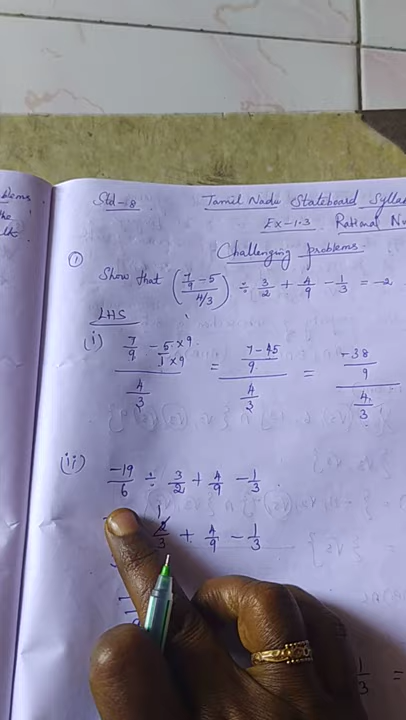 Std-8. Tamil Nadu Stateboard
Ex-1.3 Rational
Challenging problems.
① Show that ((7/9 - 5)/(4/3)) ÷ 3/2 + 4/9 - 1/3 = -2
LHS
(i) (7/9 - 5×9/1×9)/(4/3) = ((7-45)/9)/(4/3) = (-38/9)/(4/3)
(ii) -19/6 ÷ 3/2 + 4/9 - 1/3.
2/3 + 4/9 - 1/3
1/3 =